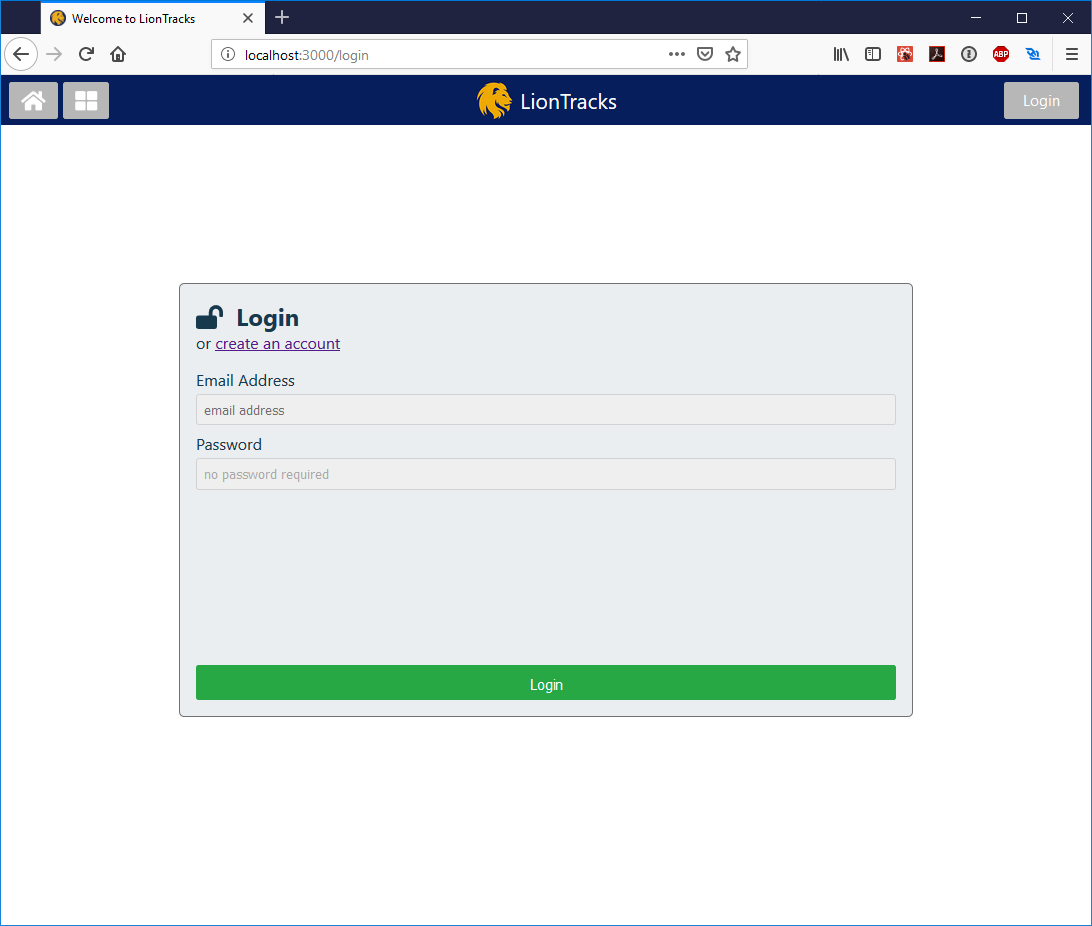 Welcome to LionTracks
localhost:3000/login
ABP
LionTracks
Login
Login
or create an account
Email Address
email address
Password
no password required
Login